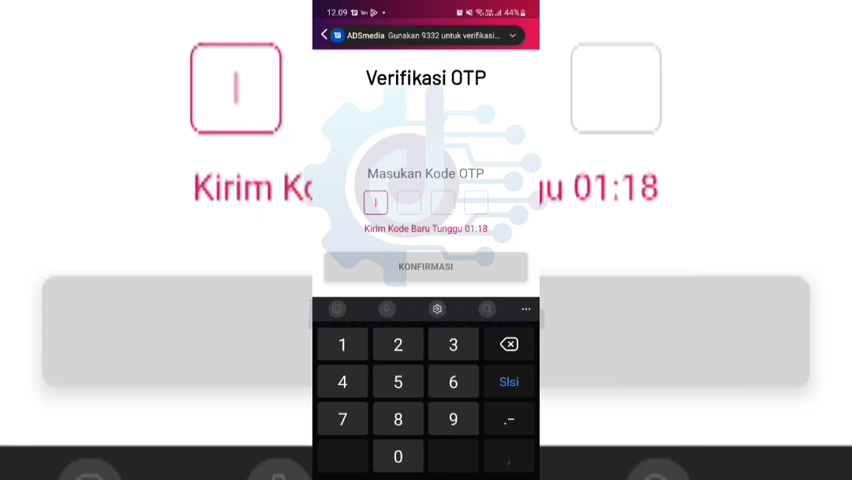 12.09
44%
ADSmedia Gunakan 9332 untuk verifikasi...
Verifikasi OTP
Masukan Kode OTP
Kirim Kode Baru Tunggu 01:18
KONFIRMASI
1 2 3
4 5 6 Slsi
7 8 9 .-
0 ,
Kirim Ko
gu 01:18